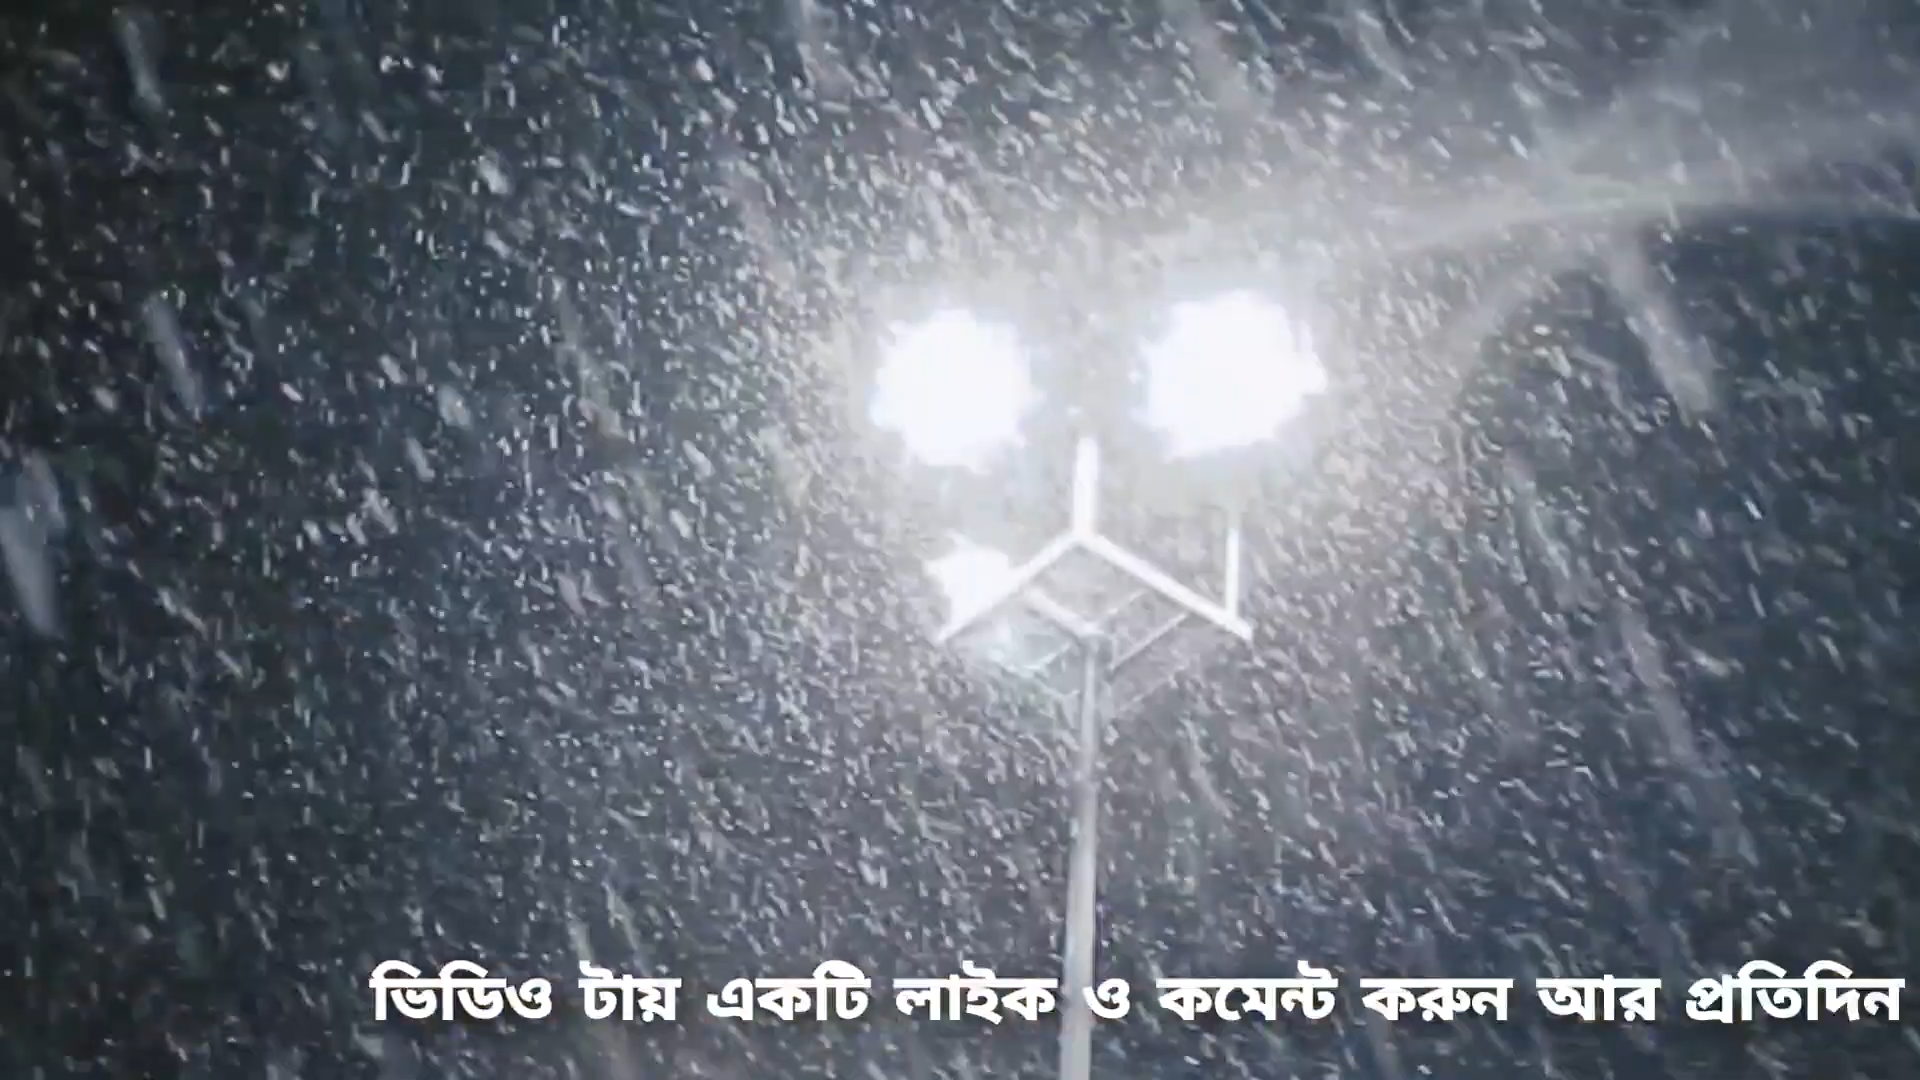 ভিডিও টায় একটি লাইক ও কমেন্ট করুন আর প্রতিদিন